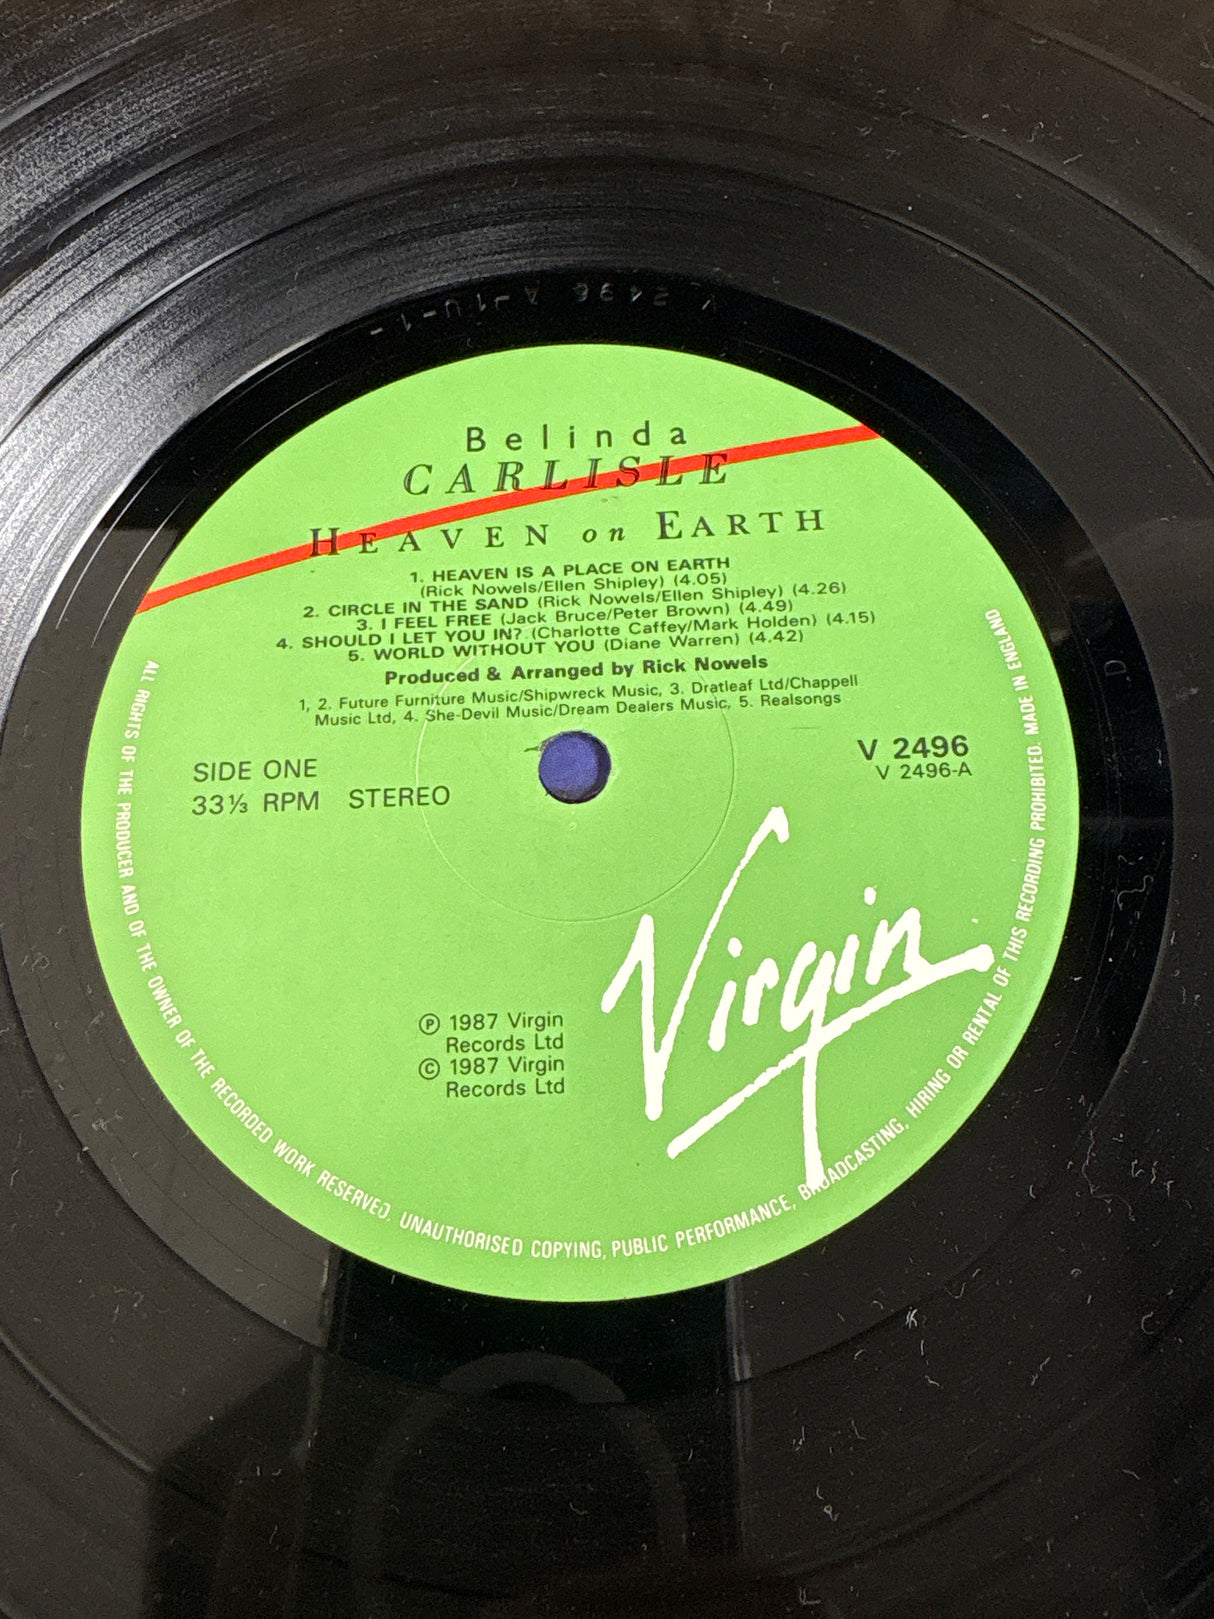 V 2496 A-1U-1-
Belinda
CARLISLE
HEAVEN on EARTH
1. HEAVEN IS A PLACE ON EARTH
(Rick Nowels/Ellen Shipley) (4.05)
2. CIRCLE IN THE SAND (Rick Nowels/Ellen Shipley) (4.26)
3. I FEEL FREE (Jack Bruce/Peter Brown) (4.49)
4. SHOULD I LET YOU IN? (Charlotte Caffey/Mark Holden) (4.15)
5. WORLD WITHOUT YOU (Diane Warren) (4.42)
Produced & Arranged by Rick Nowels
1, 2. Future Furniture Music/Shipwreck Music, 3. Dratleaf Ltd/Chappell
Music Ltd, 4. She-Devil Music/Dream Dealers Music, 5. Realsongs
SIDE ONE
33⅓ RPM STEREO
V 2496
V 2496-A
Virgin
Ⓟ 1987 Virgin
Records Ltd
© 1987 Virgin
Records Ltd
ALL RIGHTS OF THE PRODUCER AND OF THE OWNER OF THE RECORDED WORK RESERVED. UNAUTHORISED COPYING, PUBLIC PERFORMANCE, BROADCASTING, HIRING OR RENTAL OF THIS RECORDING PROHIBITED. MADE IN ENGLAND